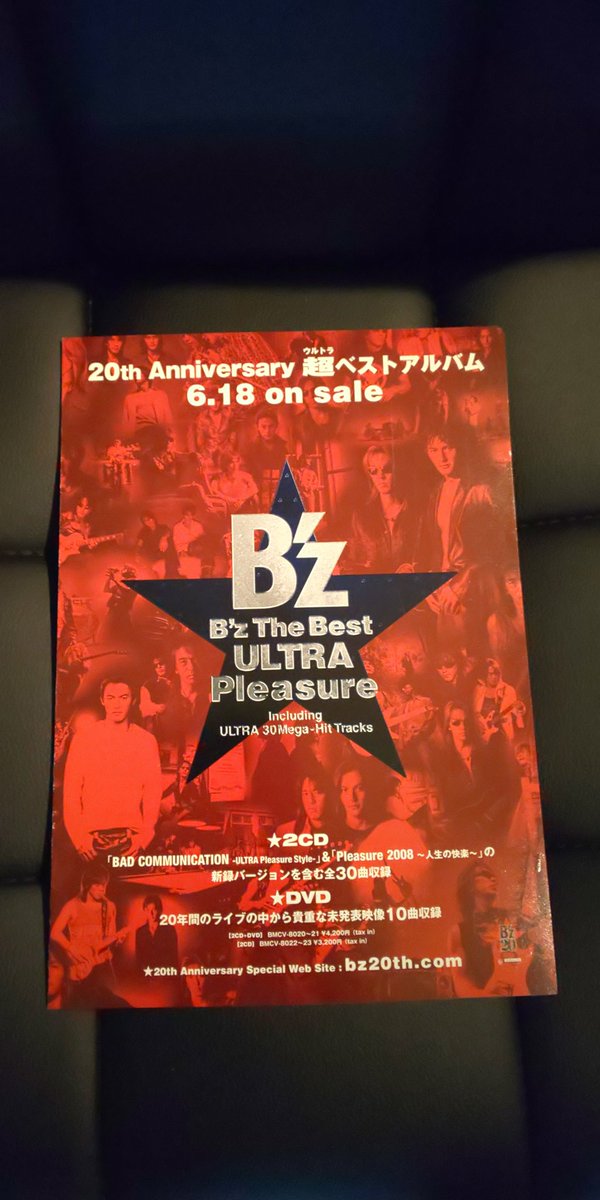 ウルトラ
20th Anniversary 超ベストアルバム
6.18 on sale
B'z
B'z The Best
ULTRA
Pleasure
Including
ULTRA 30 Mega-Hit Tracks
★2CD
「BAD COMMUNICATION -ULTRA Pleasure Style-」&「Pleasure 2008 ～人生の快楽～」の
新録バージョンを含む全30曲収録
★DVD
20年間のライブの中から貴重な未発表映像10曲収録
【2CD+DVD】 BMCV-8020～21 ¥4,200円 (tax in)
【2CD】 BMCV-8022～23 ¥3,200円 (tax in)
★20th Anniversary Special Web Site : bz20th.com
B'z
20